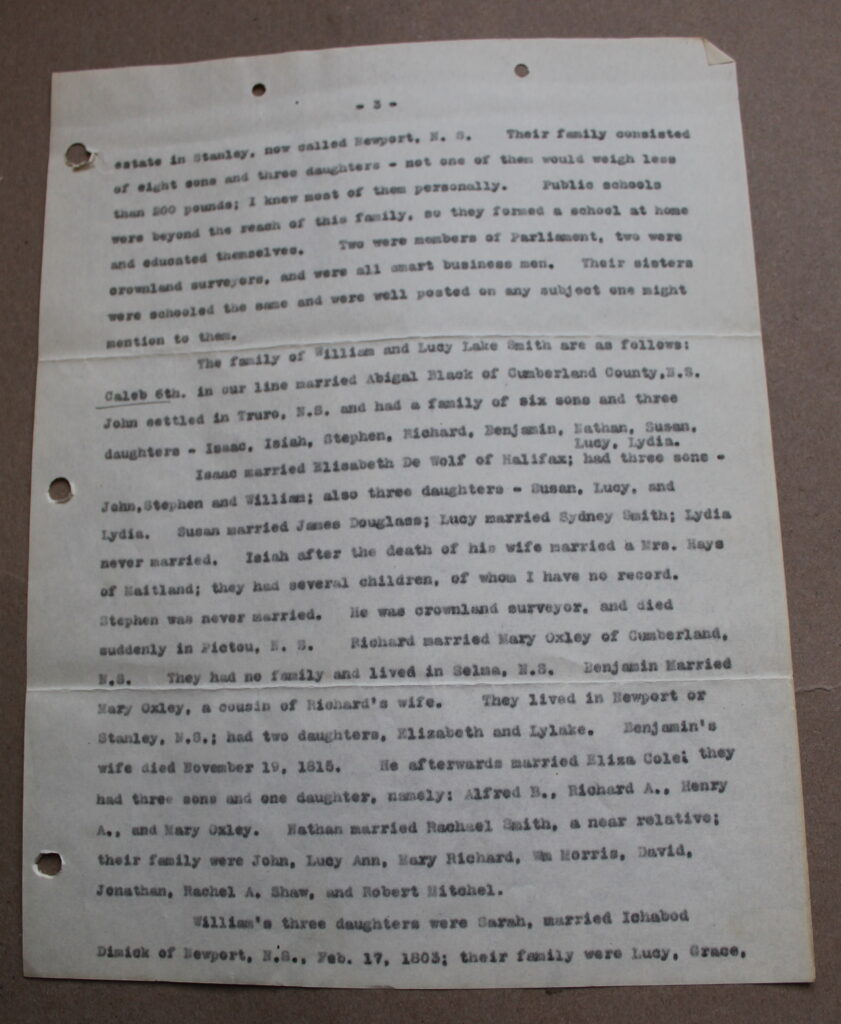 - 3 -
estate in Stanley, now called Newport, N. S. Their family consisted
of eight sons and three daughters - not one of them would weigh less
than 200 pounds; I knew most of them personally. Public schools
were beyond the reach of this family, so they formed a school at home
and educated themselves. Two were members of Parliament, two were
crownland surveyors, and were all smart business men. Their sisters
were schooled the same and were well posted on any subject one might
mention to them.
The family of William and Lucy Lake Smith are as follows:
Caleb 6th. in our line married Abigal Black of Cumberland County,N.S.
John settled in Truro, N.S. and had a family of six sons and three
daughters - Isaac, Isiah, Stephen, Richard, Benjamin, Nathan, Susan,
Lucy, Lydia.
Isaac married Elisabeth De Wolf of Halifax; had three sons -
John,Stephen and William; also three daughters - Susan, Lucy, and
Lydia. Susan married James Douglass; Lucy married Sydney Smith; Lydia
never married. Isiah after the death of his wife married a Mrs. Hays
of Maitland; they had several children, of whom I have no record.
Stephen was never married. He was crownland surveyor, and died
suddenly in Pictou, N. S. Richard married Mary Oxley of Cumberland,
N.S. They had no family and lived in Selma, N.S. Benjamin Married
Mary Oxley, a cousin of Richard's wife. They lived in Newport or
Stanley, N.S.; had two daughters, Elizabeth and Lylake. Benjamin's
wife died November 19, 1815. He afterwards married Eliza Cole; they
had three sons and one daughter, namely: Alfred B., Richard A., Henry
A., and Mary Oxley. Nathan married Rachael Smith, a near relative;
their family were John, Lucy Ann, Mary Richard, Wm Morris, David,
Jonathan, Rachel A. Shaw, and Robert Mitchel.
William's three daughters were Sarah, married Ichabod
Dimick of Newport, N.S., Feb. 17, 1803; their family were Lucy, Grace,